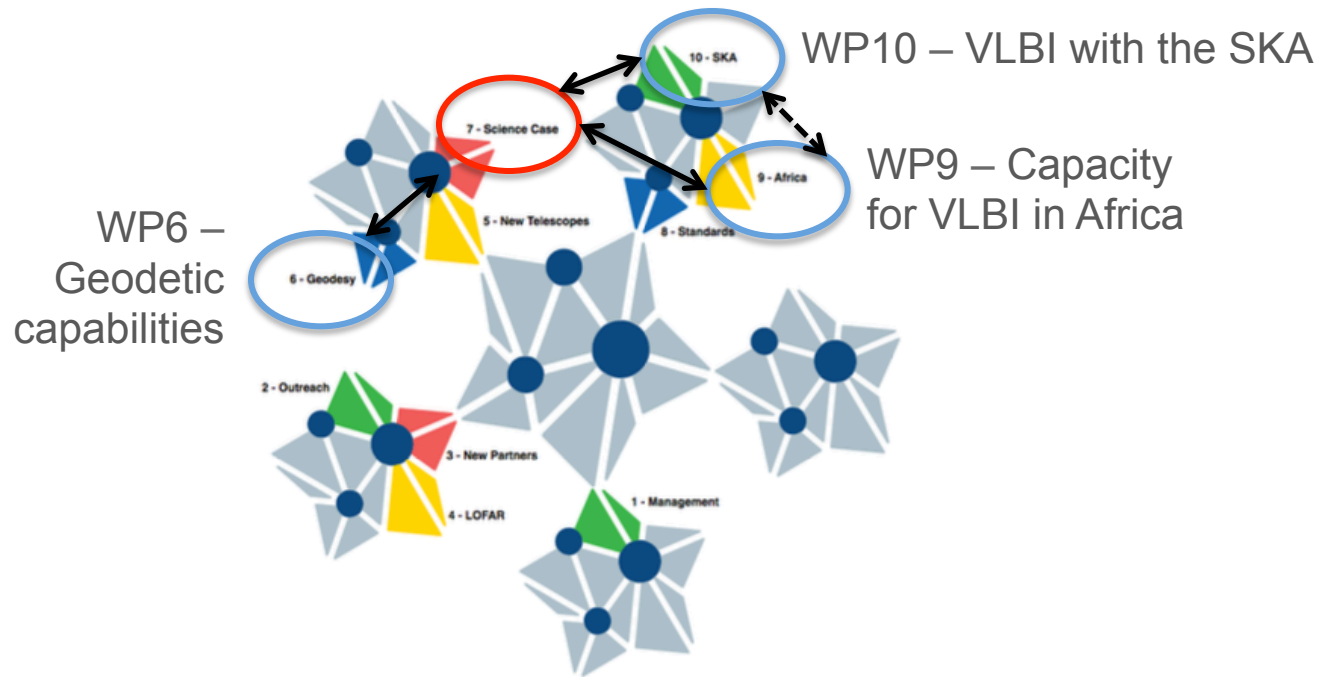 10 - SKA
WP10 – VLBI with the SKA
7 - Science Case
WP9 – Capacity
for VLBI in Africa
9 - Africa
5 - New Telescopes
8 - Standards
WP6 –
Geodetic
capabilities
6 - Geodesy
2 - Outreach
3 - New Partners
4 - LOFAR
1 - Management